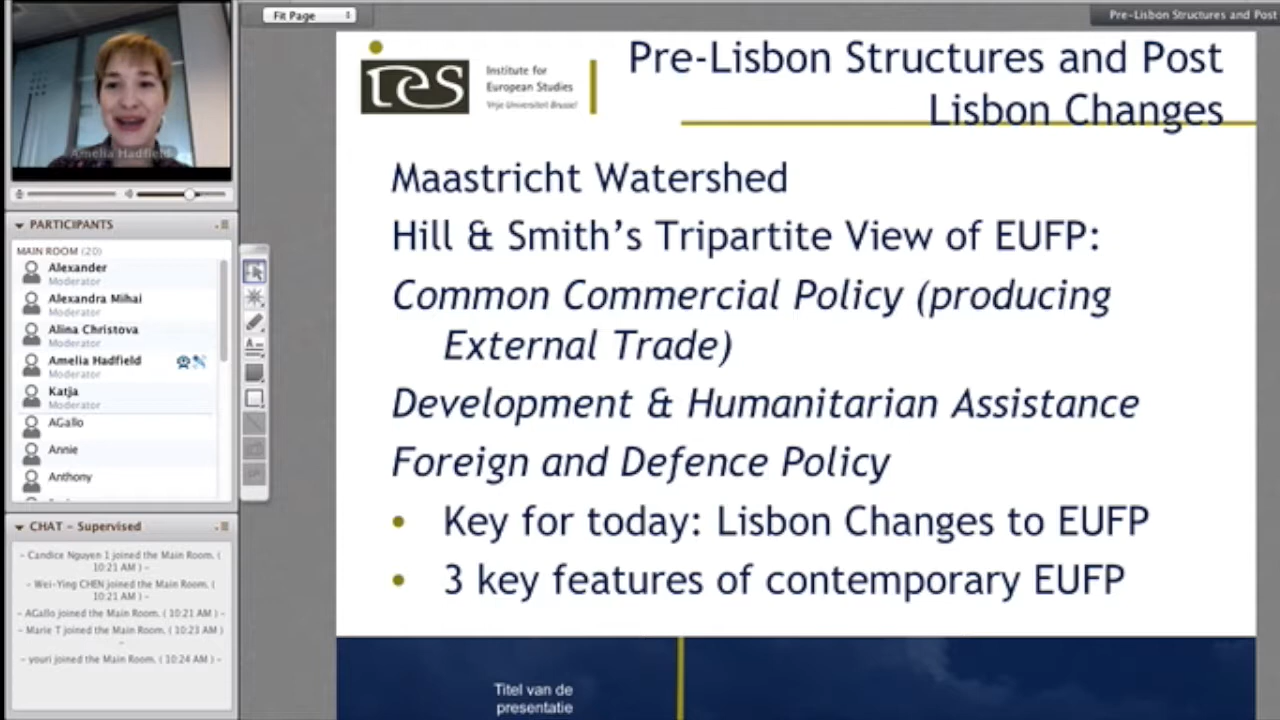 Fit Page
Pre-Lisbon Structures and Post
Amelia Hadfield
PARTICIPANTS
MAIN ROOM (20)
Alexander
Moderator
Alexandra Mihai
Moderator
Alina Christova
Moderator
Amelia Hadfield
Moderator
Katja
Moderator
AGallo
Annie
Anthony
CHAT - Supervised
- Candice Nguyen 1 joined the Main Room. (
10:21 AM ) -
- Wei-Ying CHEN joined the Main Room. (
10:21 AM ) -
- AGallo joined the Main Room. ( 10:21 AM ) -
- Marie T joined the Main Room. ( 10:23 AM )
-
- youri joined the Main Room. ( 10:24 AM ) -
ies
Institute for
European Studies
Vrije Universiteit Brussel
Pre-Lisbon Structures and Post
Lisbon Changes
Maastricht Watershed
Hill & Smith's Tripartite View of EUFP:
Common Commercial Policy (producing
External Trade)
Development & Humanitarian Assistance
Foreign and Defence Policy
• Key for today: Lisbon Changes to EUFP
• 3 key features of contemporary EUFP
Titel van de
presentatie